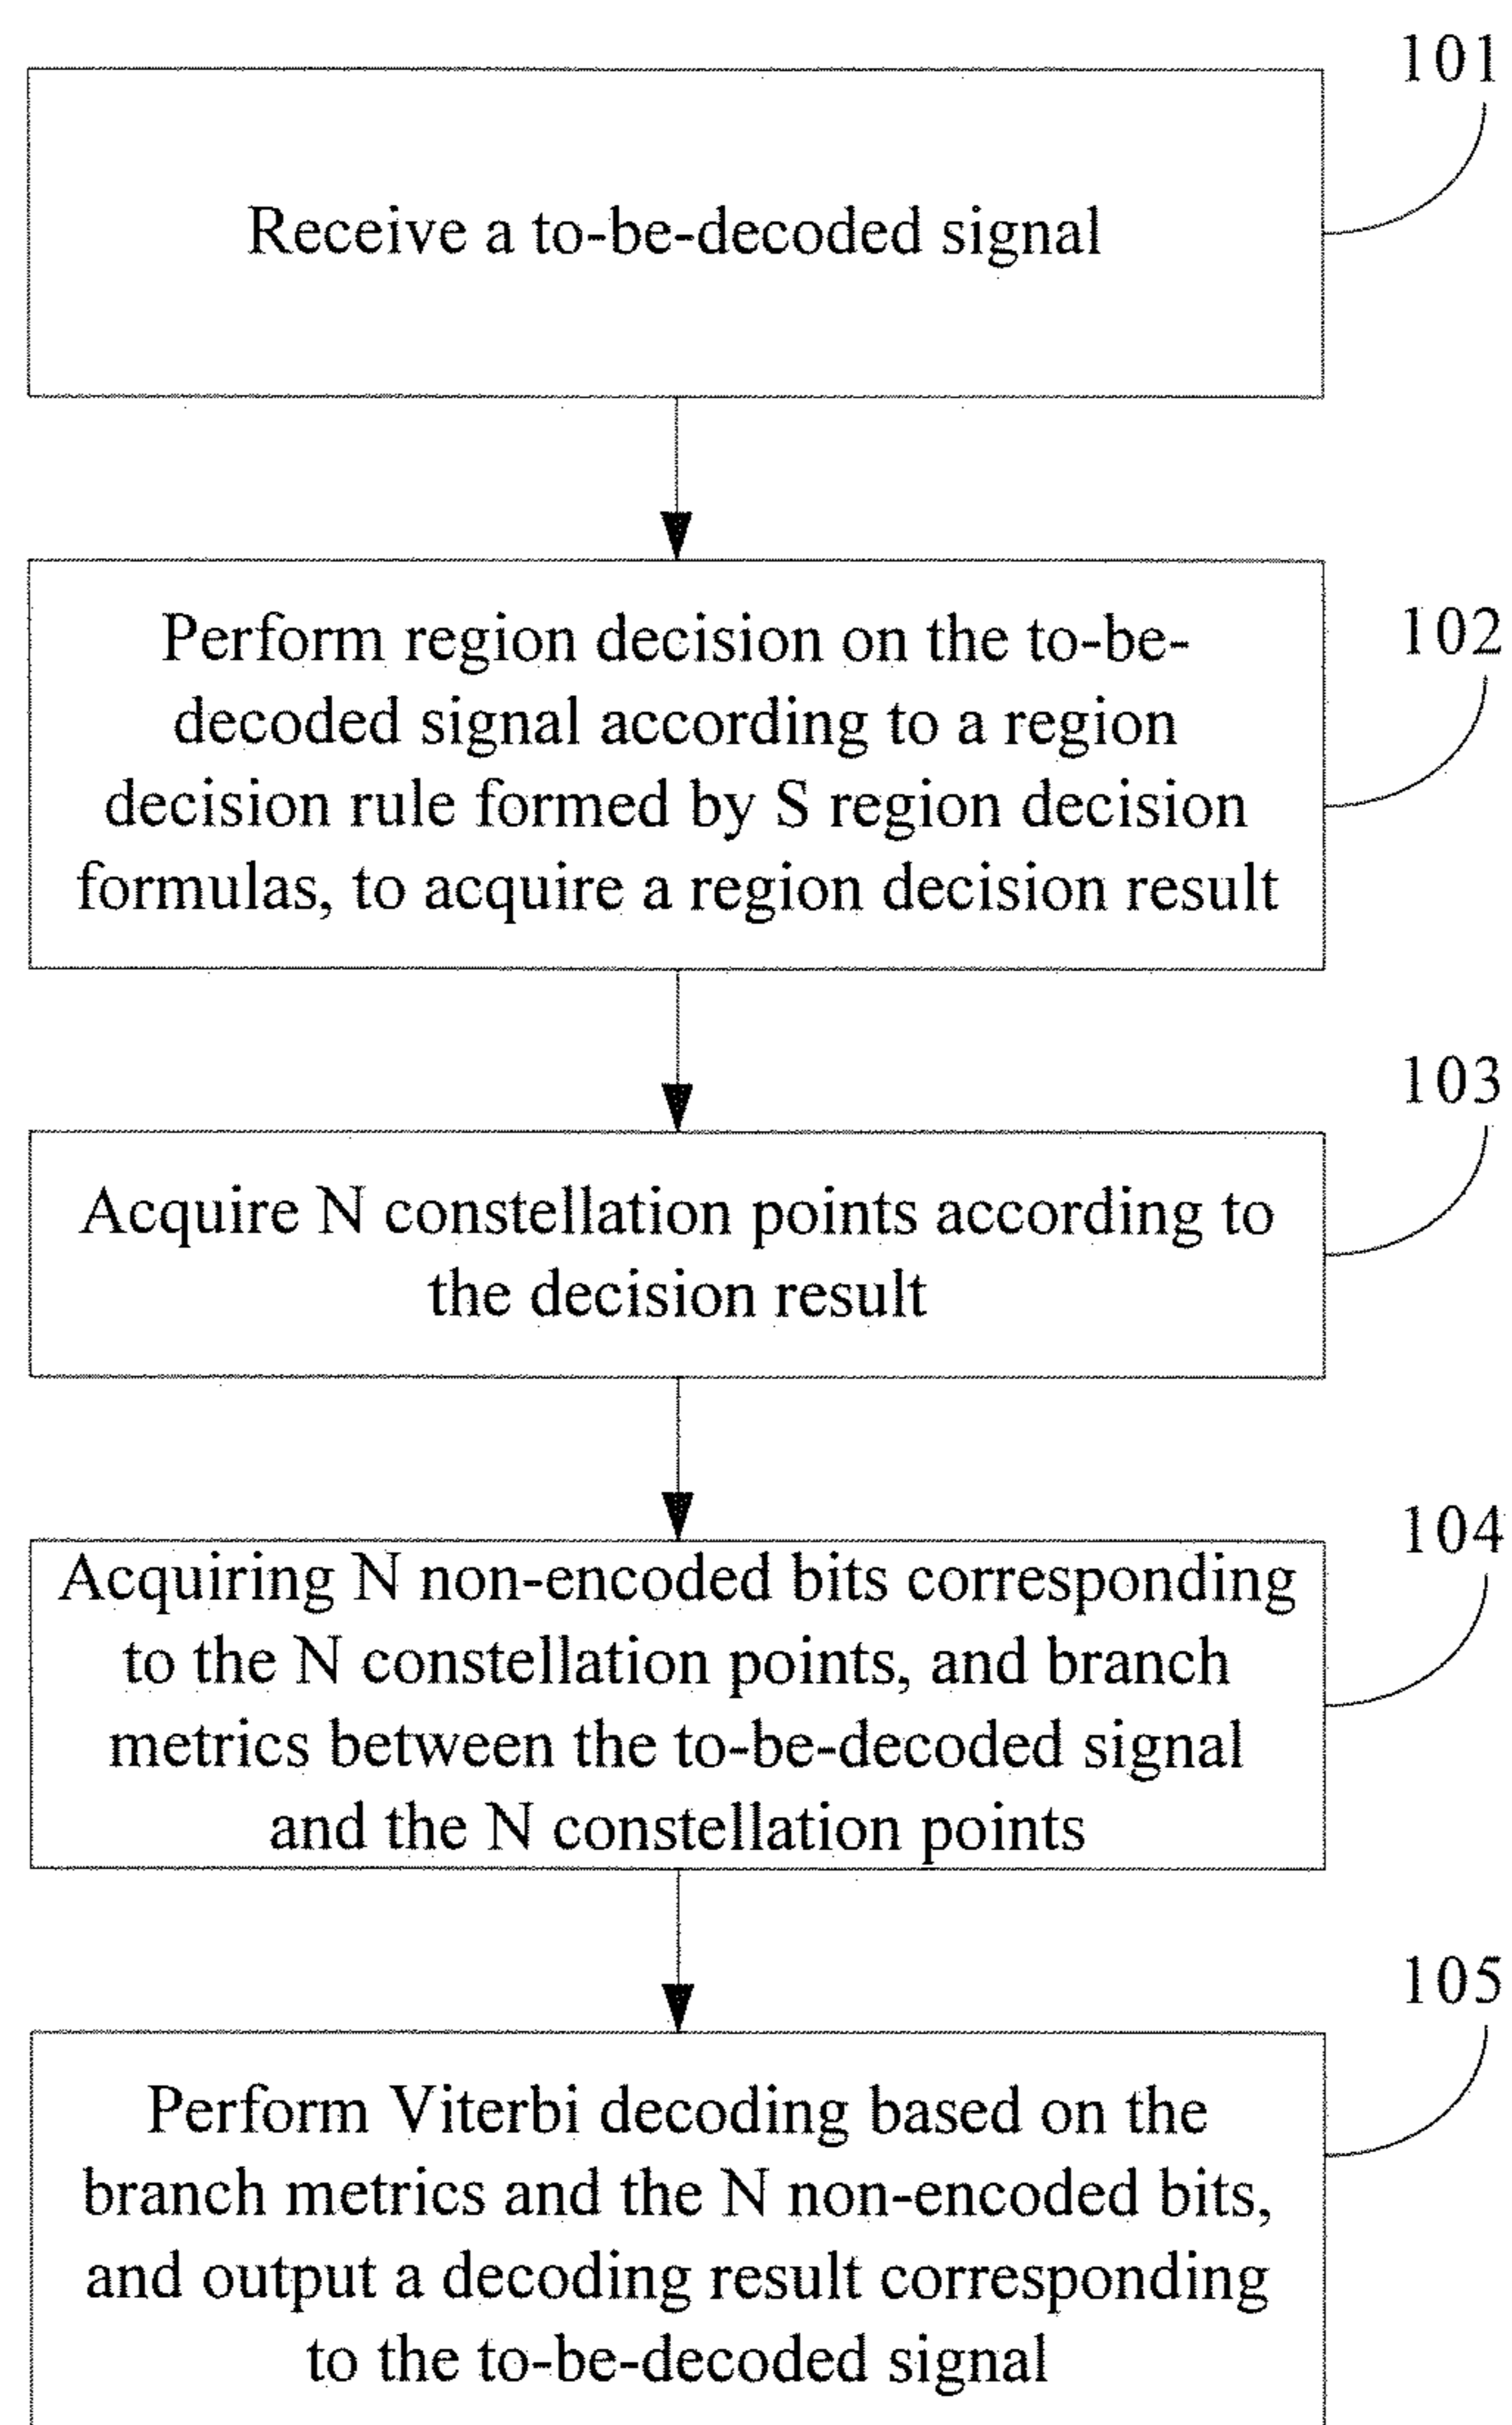 101
Receive a to-be-decoded signal
102
Perform region decision on the to-be-
decoded signal according to a region
decision rule formed by S region decision
formulas, to acquire a region decision result
103
Acquire N constellation points according to
the decision result
104
Acquiring N non-encoded bits corresponding
to the N constellation points, and branch
metrics between the to-be-decoded signal
and the N constellation points
105
Perform Viterbi decoding based on the
branch metrics and the N non-encoded bits,
and output a decoding result corresponding
to the to-be-decoded signal